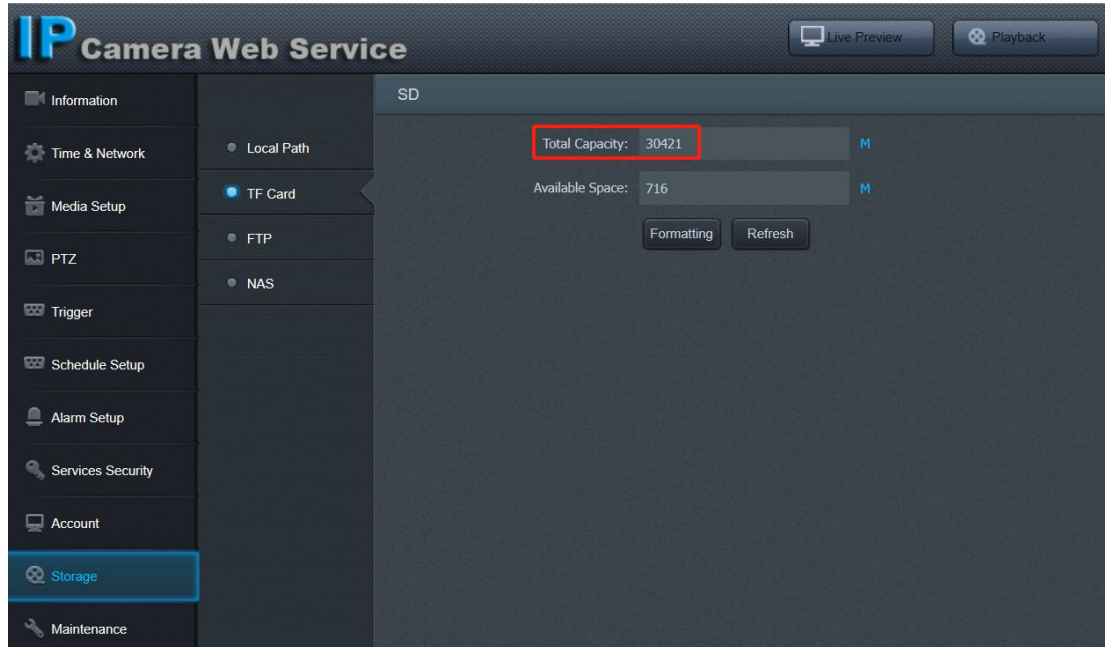 IP Camera Web Service
Live Preview
Playback
Information
Time & Network
Media Setup
PTZ
Trigger
Schedule Setup
Alarm Setup
Services Security
Account
Storage
Maintenance
Local Path
TF Card
FTP
NAS
SD
Total Capacity: 30421 M
Available Space: 716 M
Formatting Refresh